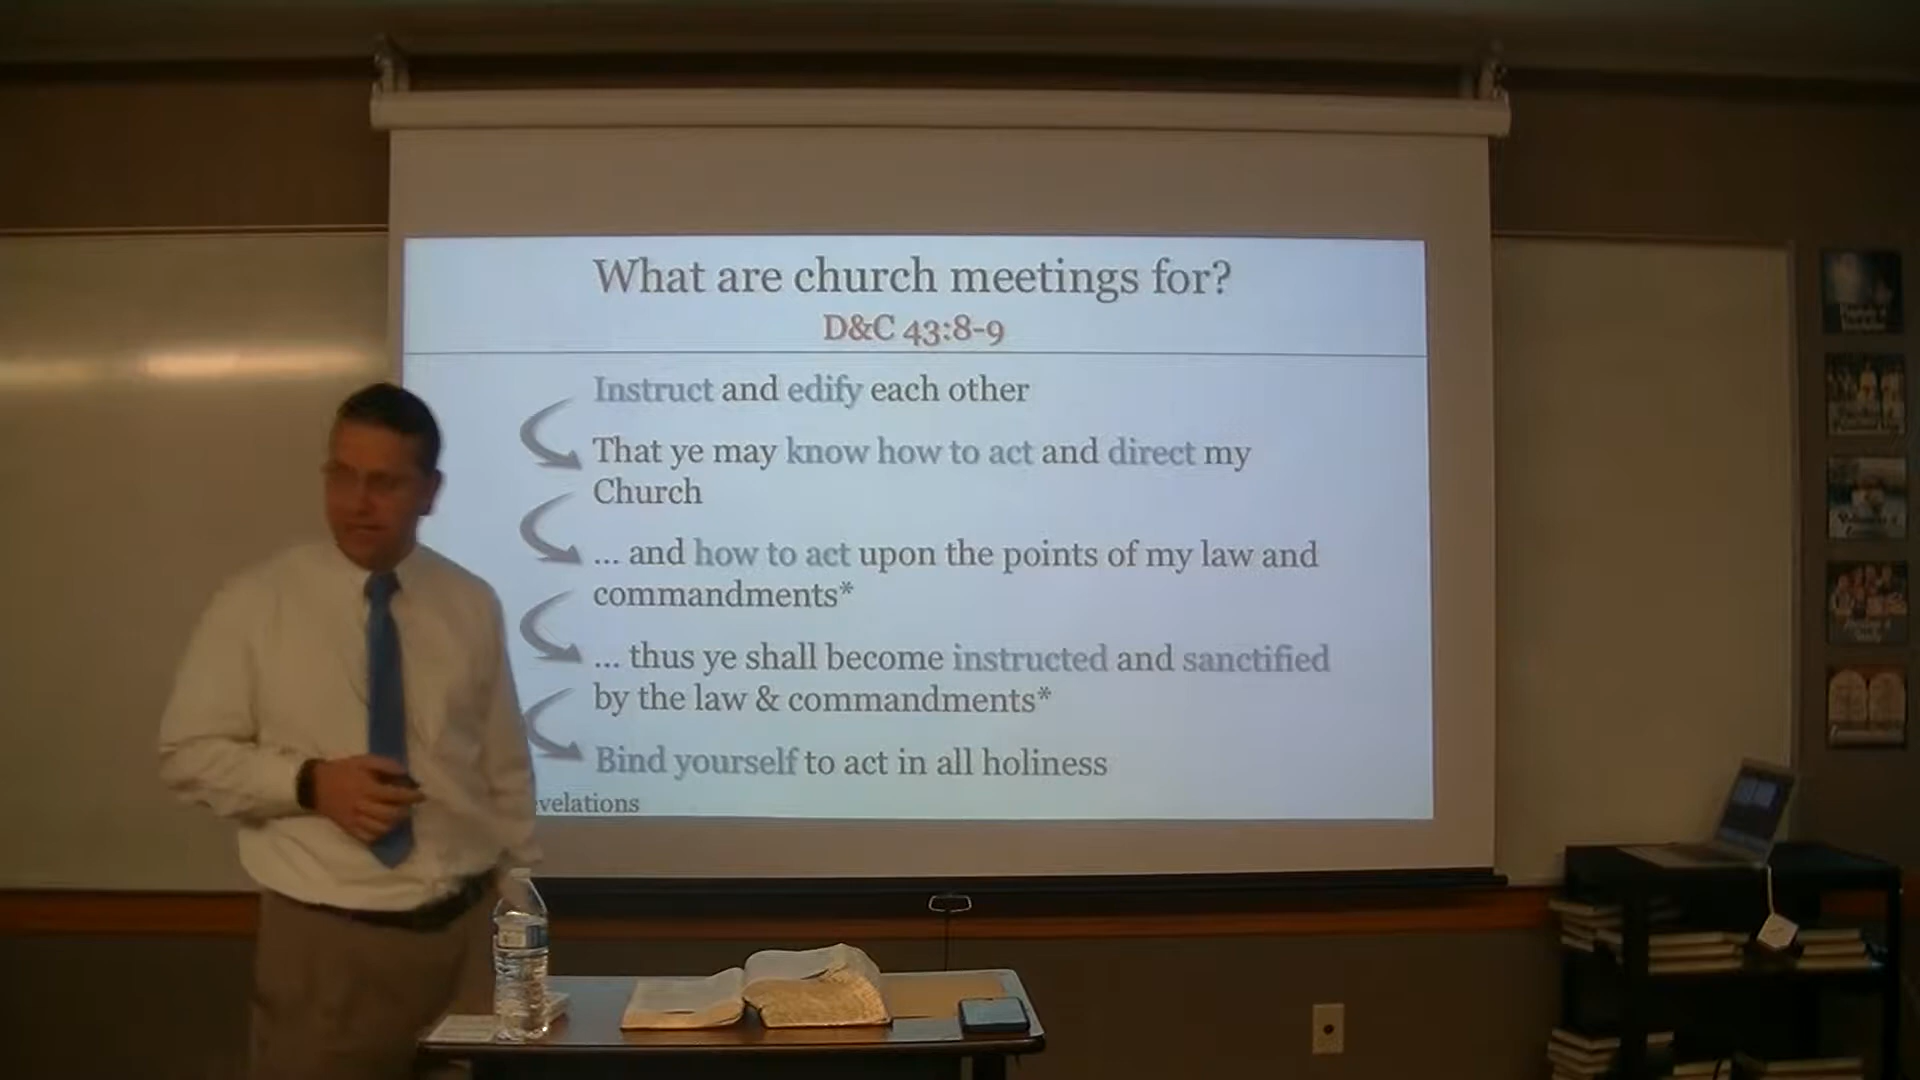 What are church meetings for?
D&C 43:8-9
Instruct and edify each other
That ye may know how to act and direct my
Church
... and how to act upon the points of my law and
commandments*
... thus ye shall become instructed and sanctified
by the law & commandments*
Bind yourself to act in all holiness
velations